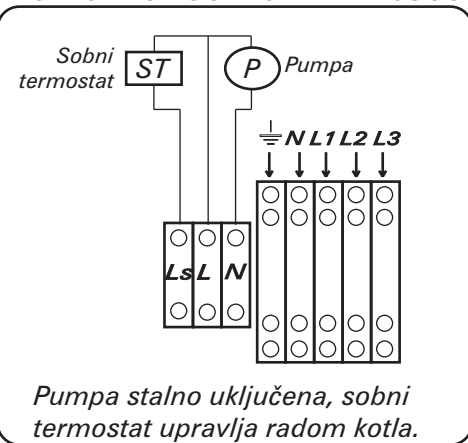 Sobni
termostat
ST
P
Pumpa
N L1 L2 L3
Ls L N
Pumpa stalno uključena, sobni
termostat upravlja radom kotla.